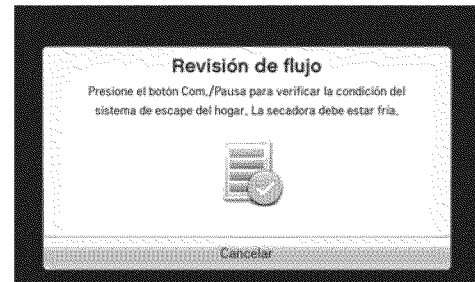 Revisión de flujo
Presione el botón Com./Pausa para verificar la condición del
sistema de escape del hogar. La secadora debe estar fría.
Cancelar